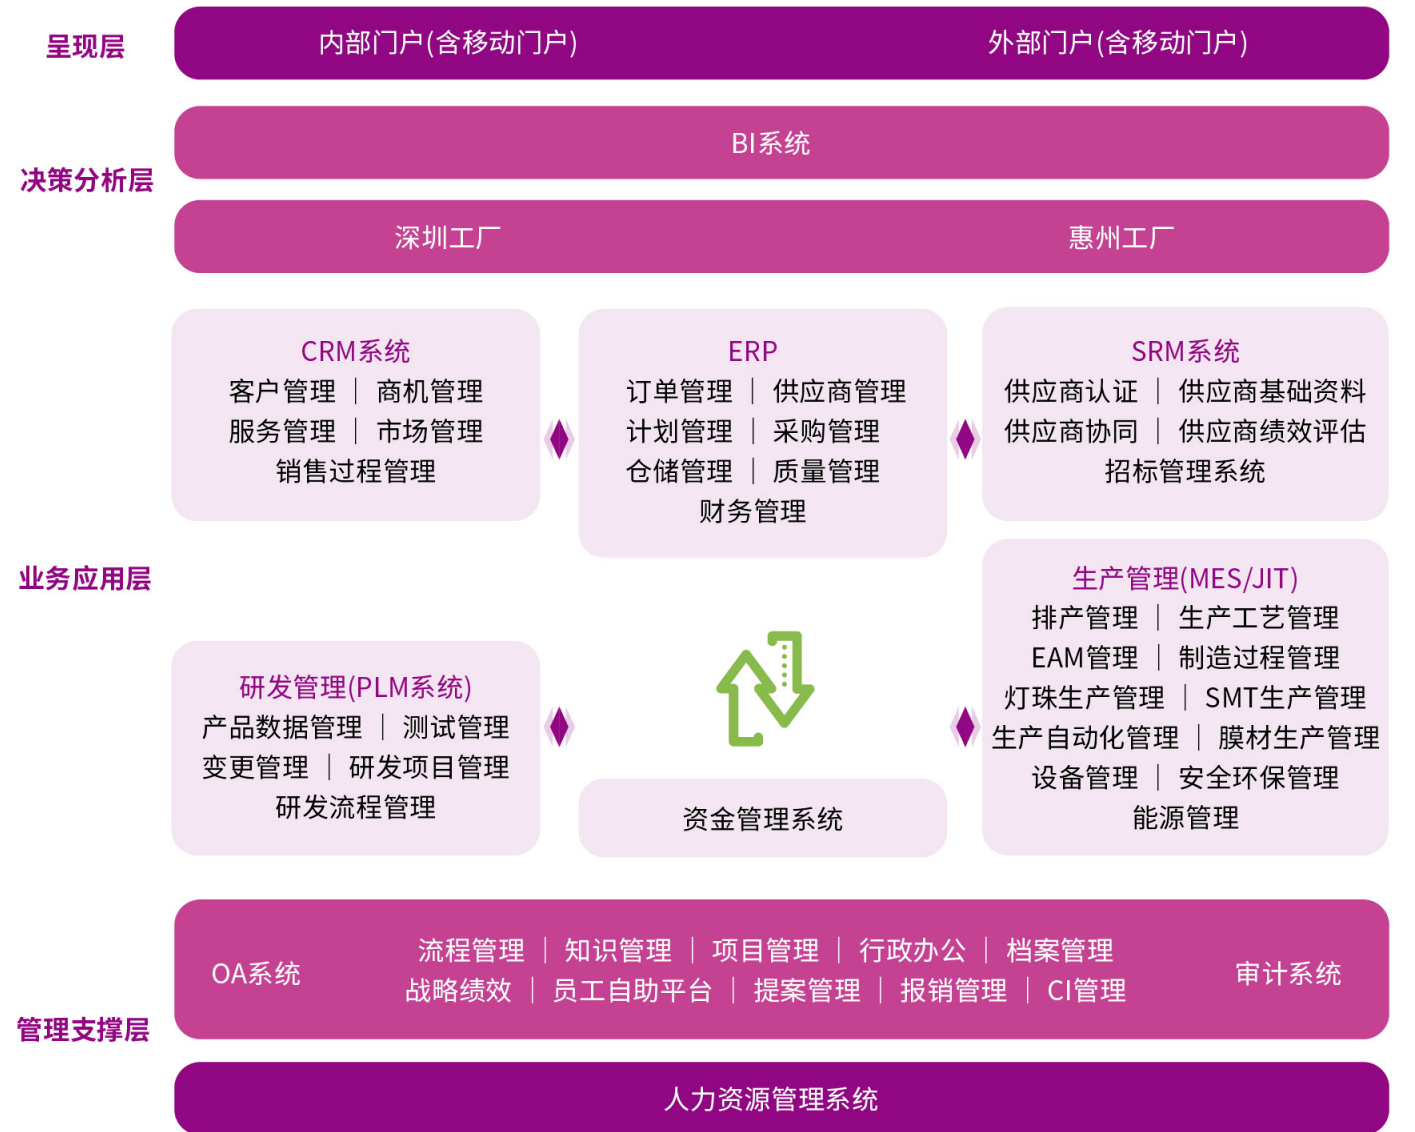 呈现层
内部门户(含移动门户) 外部门户(含移动门户)
决策分析层
BI系统
深圳工厂 惠州工厂
业务应用层
CRM系统
客户管理 | 商机管理
服务管理 | 市场管理
销售过程管理
ERP
订单管理 | 供应商管理
计划管理 | 采购管理
仓储管理 | 质量管理
财务管理
SRM系统
供应商认证 | 供应商基础资料
供应商协同 | 供应商绩效评估
招标管理系统
研发管理(PLM系统)
产品数据管理 | 测试管理
变更管理 | 研发项目管理
研发流程管理
资金管理系统
生产管理(MES/JIT)
排产管理 | 生产工艺管理
EAM管理 | 制造过程管理
灯珠生产管理 | SMT生产管理
生产自动化管理 | 膜材生产管理
设备管理 | 安全环保管理
能源管理
管理支撑层
OA系统
流程管理 | 知识管理 | 项目管理 | 行政办公 | 档案管理
战略绩效 | 员工自助平台 | 提案管理 | 报销管理 | CI管理
审计系统
人力资源管理系统